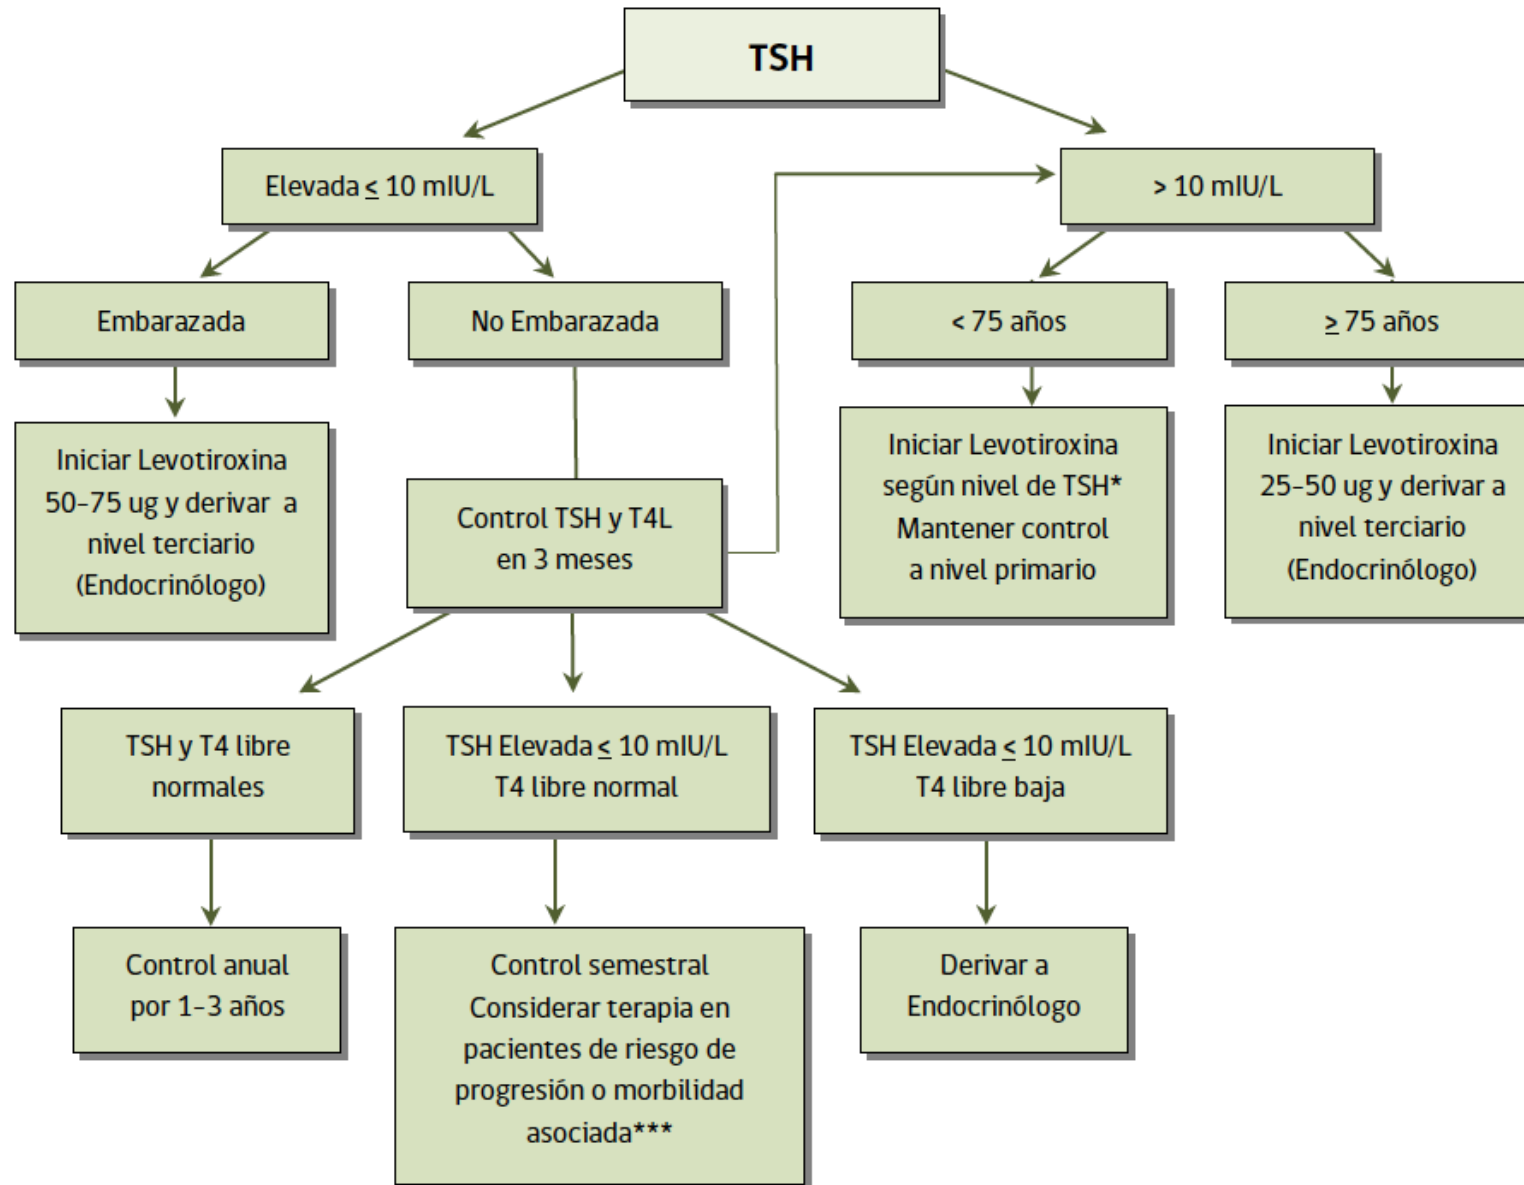 TSH
Elevada ≤ 10 mIU/L
> 10 mIU/L
Embarazada
No Embarazada
< 75 años
≥ 75 años
Iniciar Levotiroxina
50-75 ug y derivar a
nivel terciario
(Endocrinólogo)
Control TSH y T4L
en 3 meses
Iniciar Levotiroxina
según nivel de TSH*
Mantener control
a nivel primario
Iniciar Levotiroxina
25-50 ug y derivar a
nivel terciario
(Endocrinólogo)
TSH y T4 libre
normales
TSH Elevada ≤ 10 mIU/L
T4 libre normal
TSH Elevada ≤ 10 mIU/L
T4 libre baja
Control anual
por 1-3 años
Control semestral
Considerar terapia en
pacientes de riesgo de
progresión o morbilidad
asociada***
Derivar a
Endocrinólogo